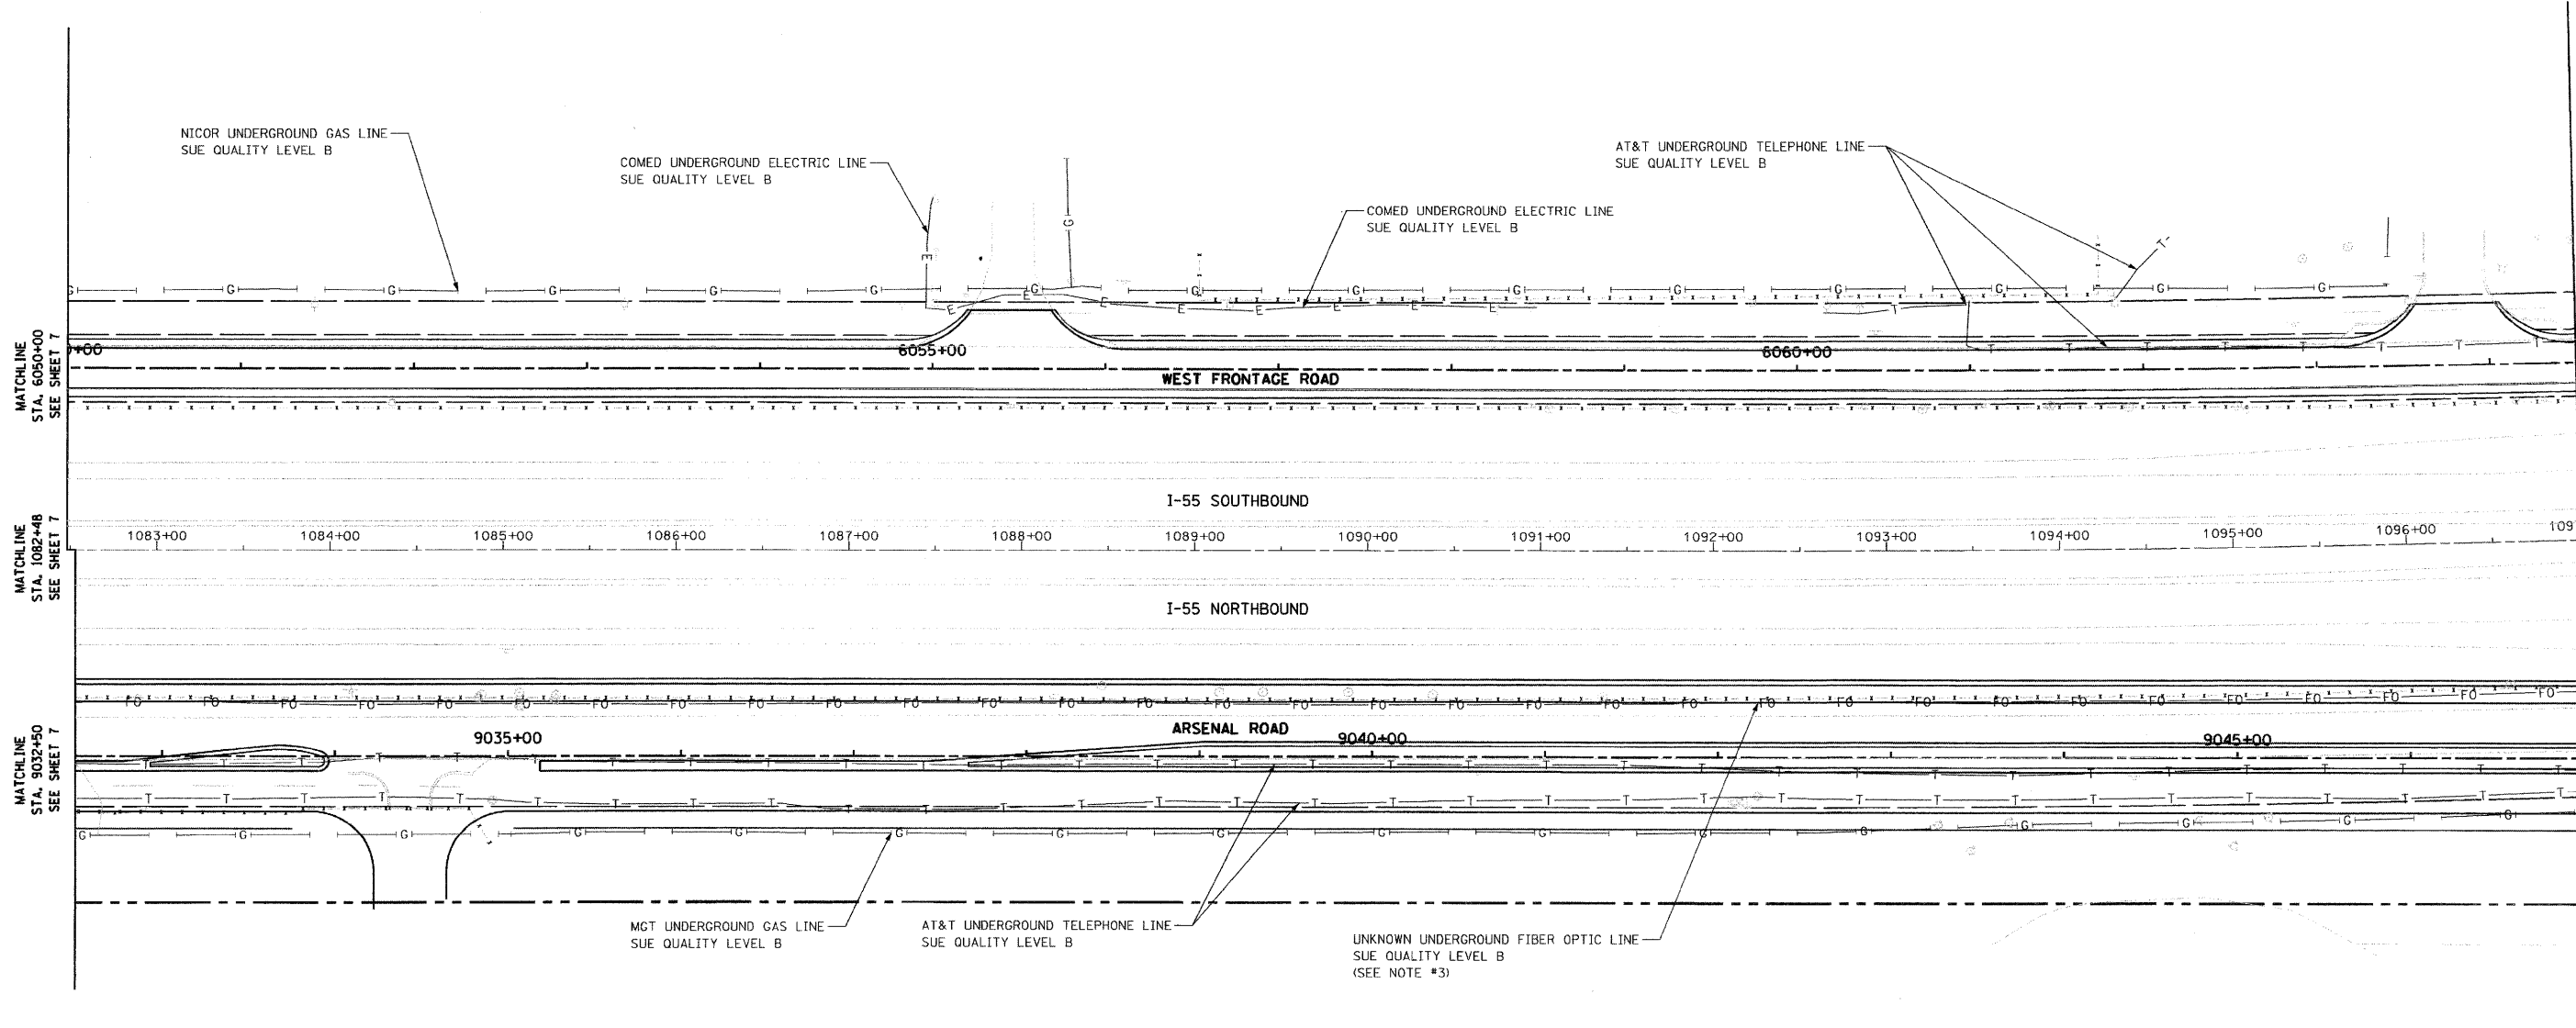 NICOR UNDERGROUND GAS LINE
SUE QUALITY LEVEL B
COMED UNDERGROUND ELECTRIC LINE
SUE QUALITY LEVEL B
AT&T UNDERGROUND TELEPHONE LINE
SUE QUALITY LEVEL B
COMED UNDERGROUND ELECTRIC LINE
SUE QUALITY LEVEL B
MATCHLINE
STA. 6050+00
SEE SHEET 7
6055+00
6060+00
WEST FRONTAGE ROAD
I-55 SOUTHBOUND
MATCHLINE
STA. 1082+48
SEE SHEET 7
1083+00 1084+00 1085+00 1086+00 1087+00 1088+00 1089+00 1090+00 1091+00 1092+00 1093+00 1094+00 1095+00 1096+00
I-55 NORTHBOUND
MATCHLINE
STA. 9032+50
SEE SHEET 7
ARSENAL ROAD
9035+00 9040+00 9045+00
MGT UNDERGROUND GAS LINE
SUE QUALITY LEVEL B
AT&T UNDERGROUND TELEPHONE LINE
SUE QUALITY LEVEL B
UNKNOWN UNDERGROUND FIBER OPTIC LINE
SUE QUALITY LEVEL B
(SEE NOTE #3)